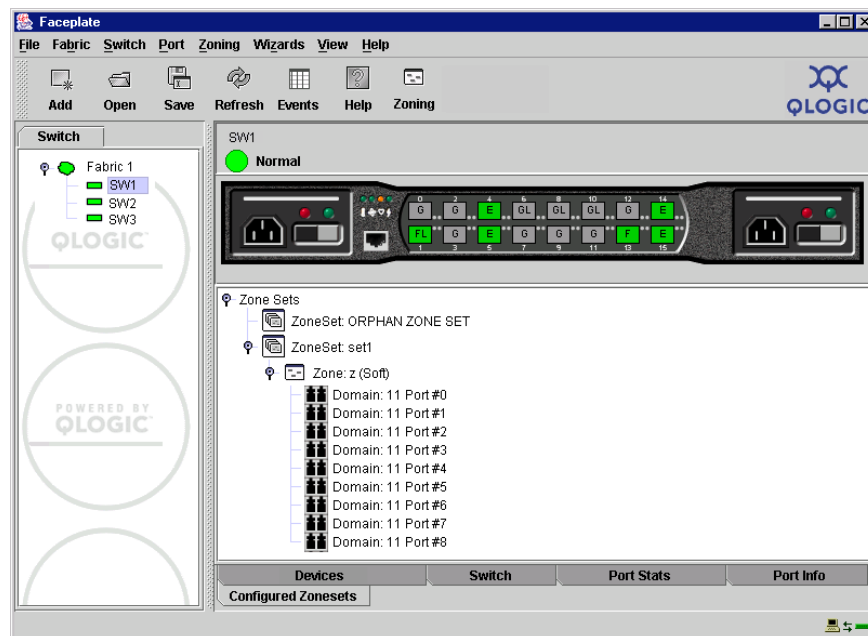 Faceplate
File Fabric Switch Port Zoning Wizards View Help
Add Open Save Refresh Events Help Zoning
QLOGIC
Switch
Fabric 1
SW1
SW2
SW3
QLOGIC
POWERED BY
QLOGIC
SW1
Normal
0 2 4 6 8 10 12 14
G G E GL GL GL G E
FL G E G G G F E
1 3 5 7 9 11 13 15
Zone Sets
ZoneSet: ORPHAN ZONE SET
ZoneSet: set1
Zone: z (Soft)
Domain: 11 Port#0
Domain: 11 Port#1
Domain: 11 Port#2
Domain: 11 Port#3
Domain: 11 Port#4
Domain: 11 Port#5
Domain: 11 Port#6
Domain: 11 Port#7
Domain: 11 Port#8
Devices Switch Port Stats Port Info
Configured Zonesets